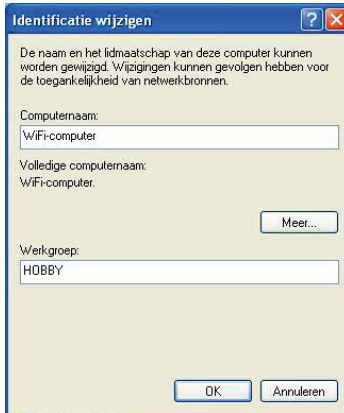 Identificatie wijzigen
De naam en het lidmaatschap van deze computer kunnen
worden gewijzigd. Wijzigingen kunnen gevolgen hebben voor
de toegankelijkheid van netwerkbronnen.
Computernaam:
WiFi-computer
Volledige computernaam:
WiFi-computer.
Meer...
Werkgroep:
HOBBY
OK Annuleren